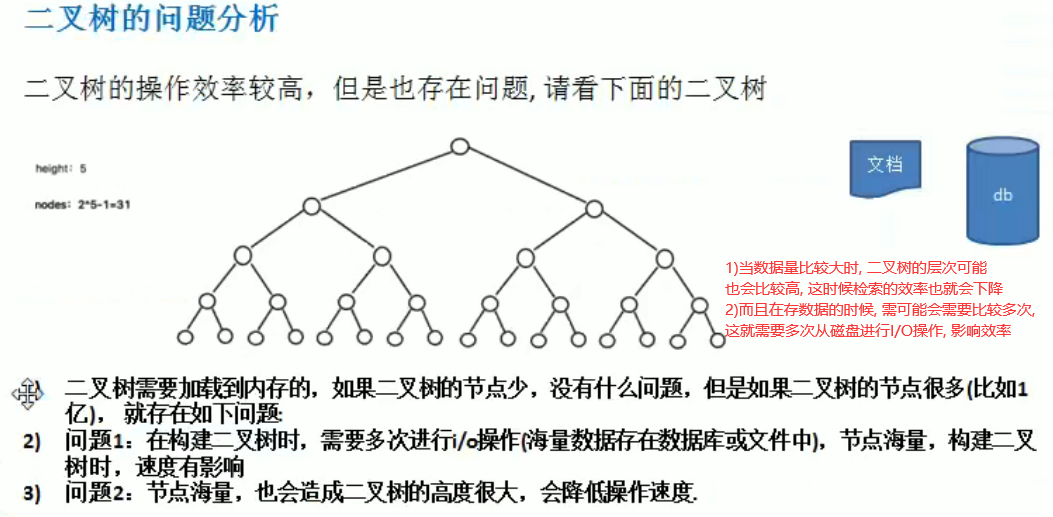 二叉树的问题分析
二叉树的操作效率较高，但是也存在问题, 请看下面的二叉树
height：5
nodes：2^5-1=31
文档
db
1)当数据量比较大时, 二叉树的层次可能
也会比较高, 这时候检索的效率也就会下降
2)而且在存数据的时候, 需可能会需要比较多次,
这就需要多次从磁盘进行I/O操作, 影响效率
二叉树需要加载到内存的，如果二叉树的节点少，没有什么问题，但是如果二叉树的节点很多(比如1
亿)， 就存在如下问题:
2) 问题1：在构建二叉树时，需要多次进行i/o操作(海量数据存在数据库或文件中)，节点海量，构建二叉
树时，速度有影响
3) 问题2：节点海量，也会造成二叉树的高度很大，会降低操作速度.